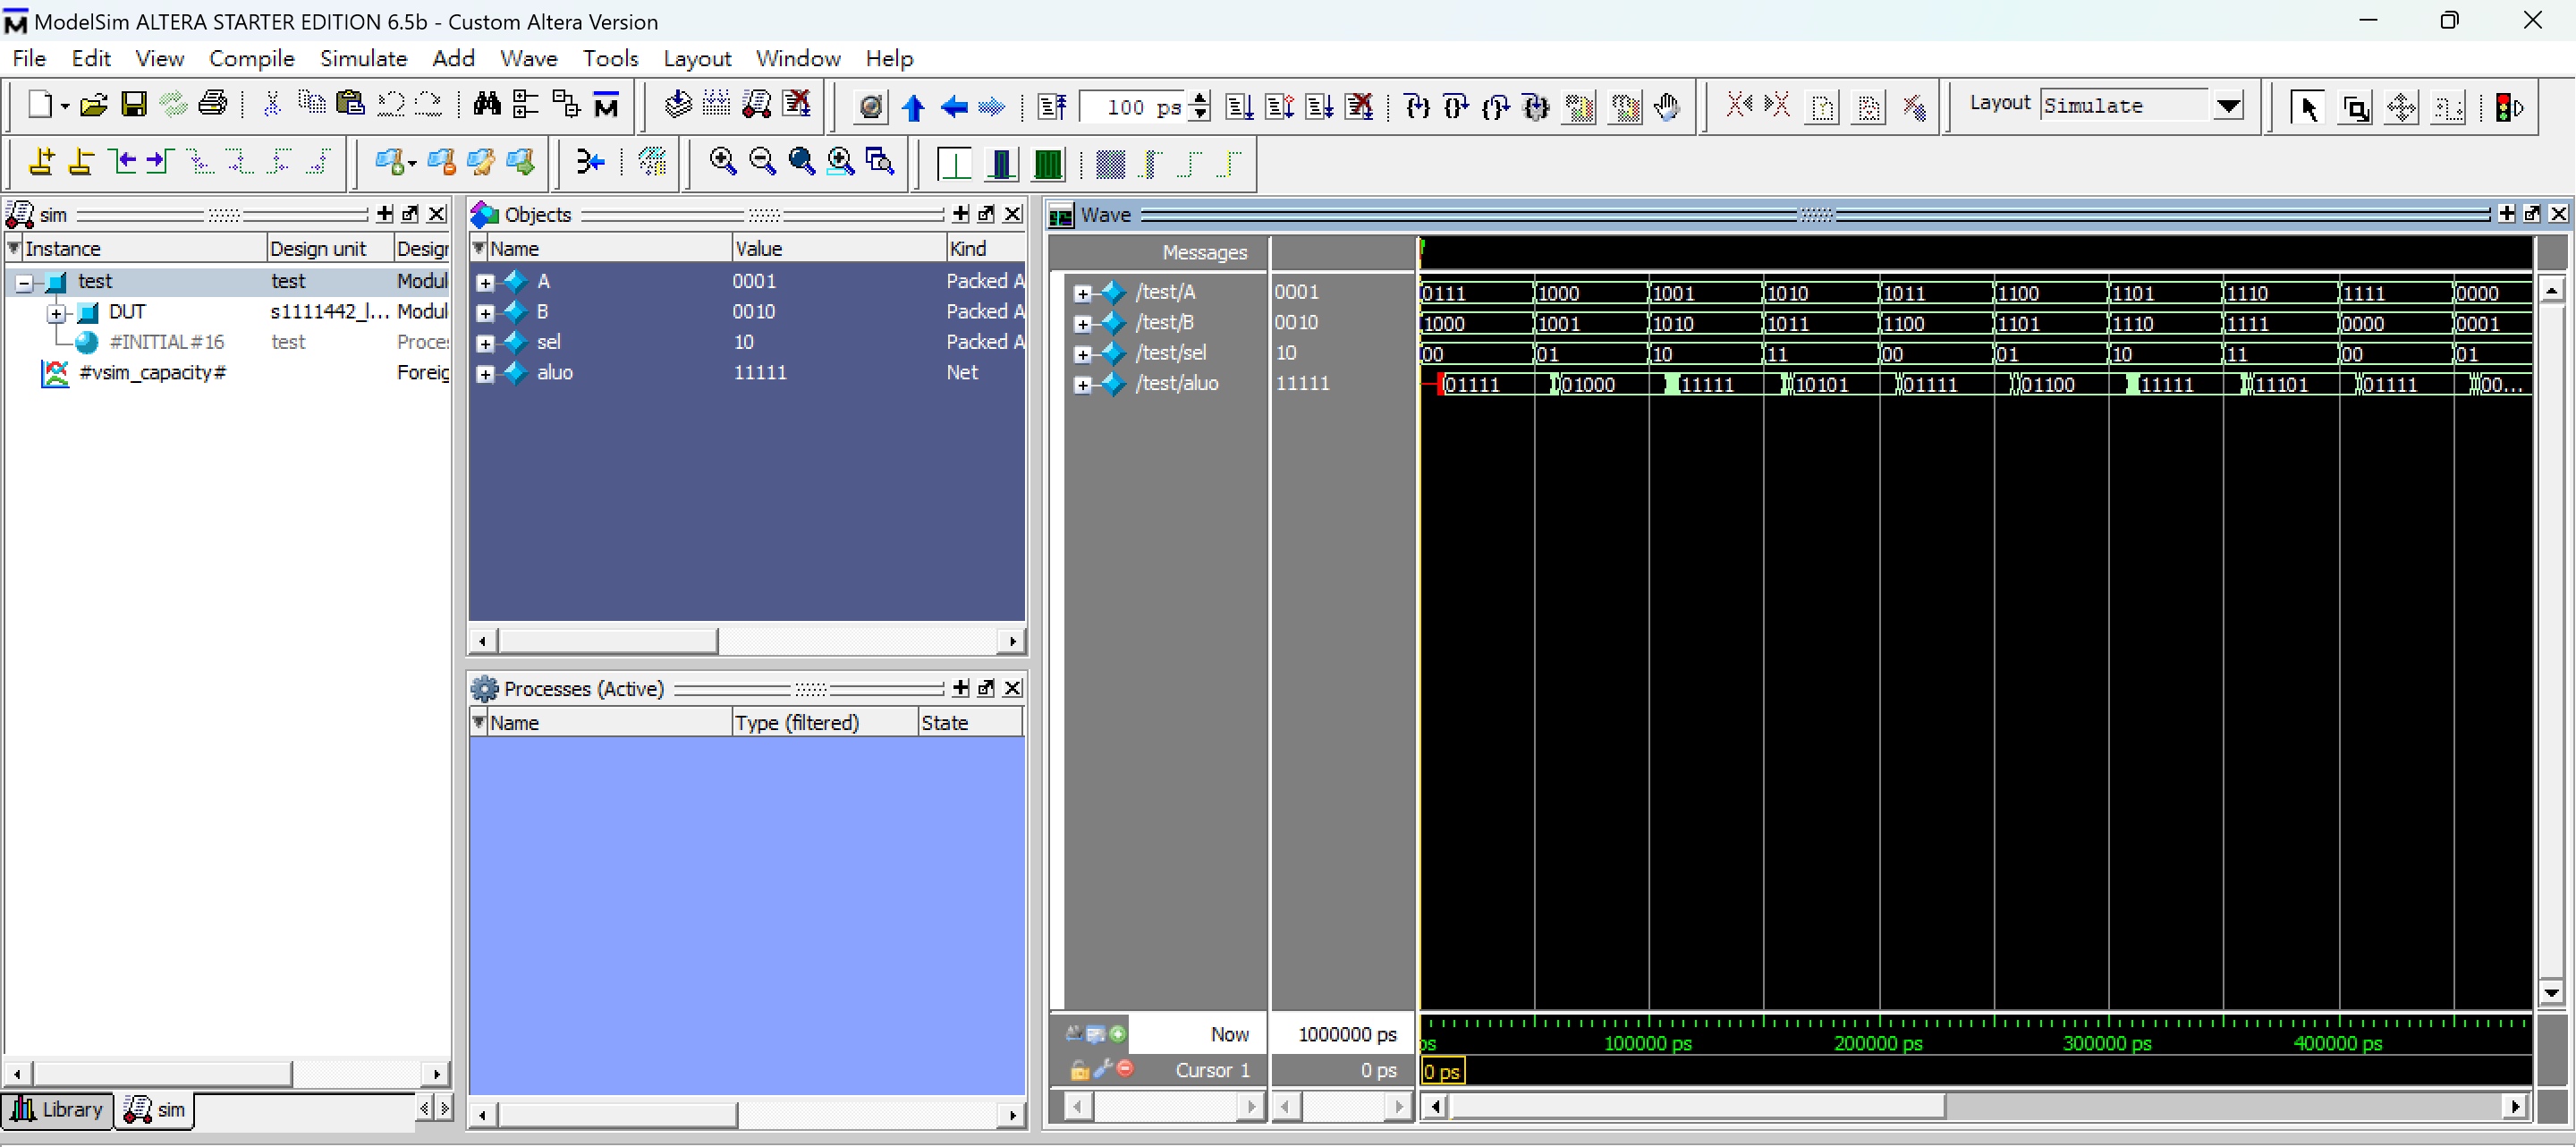 ModelSim ALTERA STARTER EDITION 6.5b - Custom Altera Version
File Edit View Compile Simulate Add Wave Tools Layout Window Help
100 ps Layout Simulate
sim
Instance Design unit Design
test test Modul
DUT s1111442_l... Modul
#INITIAL#16 test Proces
#vsim_capacity# Foreig
Library sim
Objects
Name Value Kind
A 0001 Packed A
B 0010 Packed A
sel 10 Packed A
aluo 11111 Net
Processes (Active)
Name Type (filtered) State
Wave
Messages
/test/A 0001 0111 1000 1001 1010 1011 1100 1101 1110 1111 0000
/test/B 0010 1000 1001 1010 1011 1100 1101 1110 1111 0000 0001
/test/sel 10 00 01 10 11 00 01 10 11 00 01
/test/aluo 11111 01111 01000 11111 10101 01111 01100 11111 11101 01111 00...
Now 1000000 ps ps 100000 ps 200000 ps 300000 ps 400000 ps
Cursor 1 0 ps 0 ps